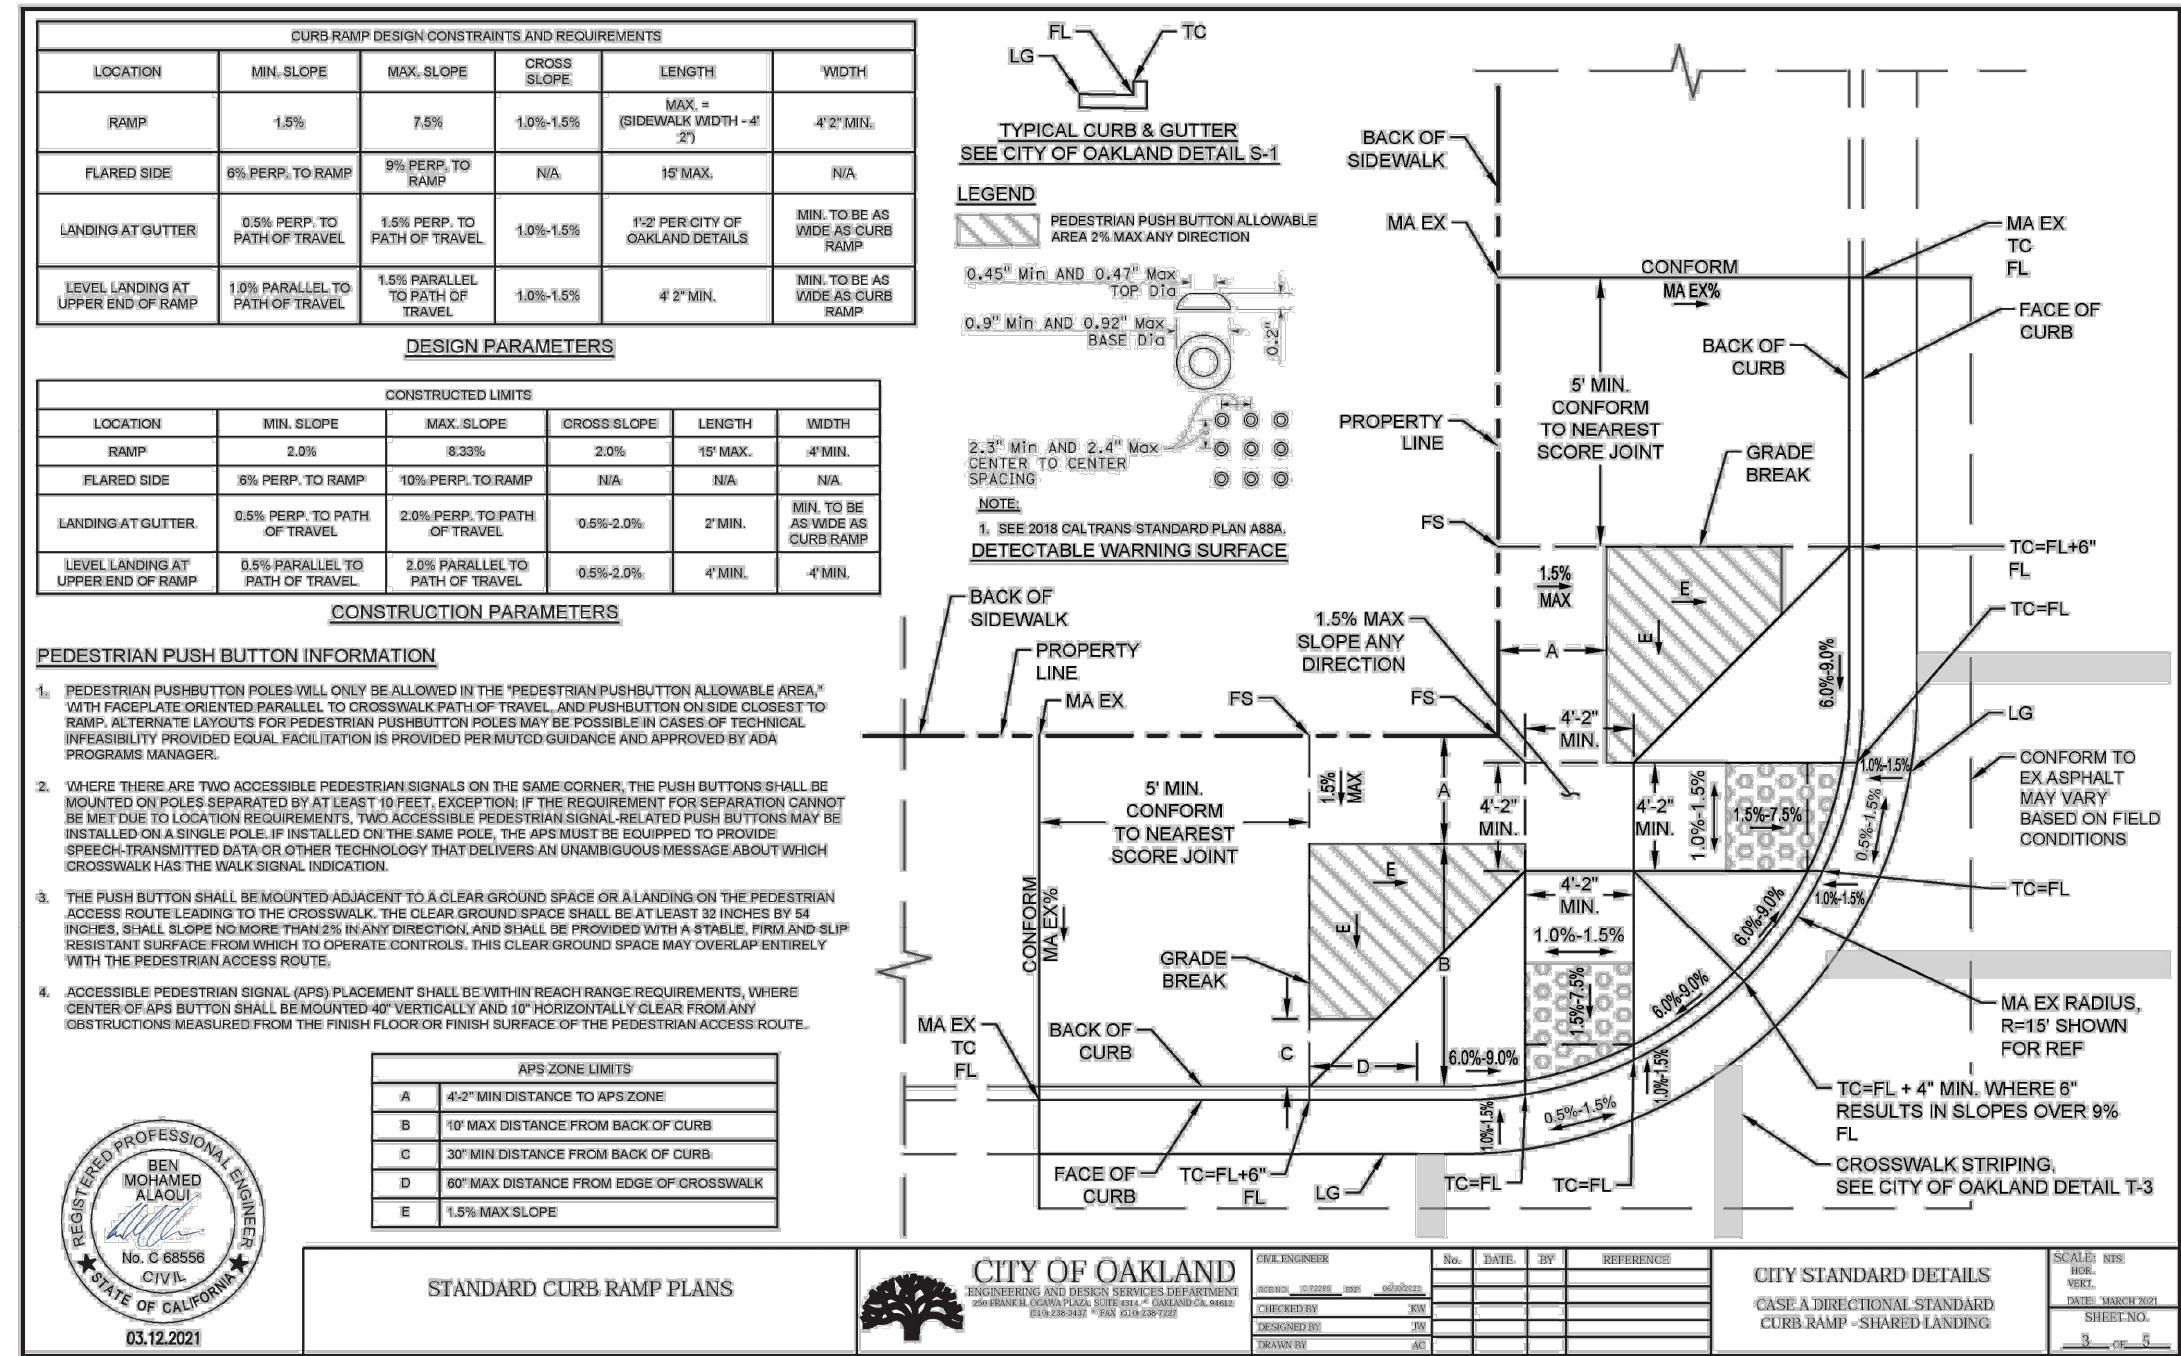 CURB RAMP DESIGN CONSTRAINTS AND REQUIREMENTS
LOCATION
MIN. SLOPE
MAX. SLOPE
CROSS
SLOPE
LENGTH
WIDTH
RAMP
1.5%
7.5%
1.0%-1.5%
MAX. =
(SIDEWALK WIDTH - 4'
2")
4' 2" MIN.
FLARED SIDE
6% PERP. TO RAMP
9% PERP. TO
RAMP
N/A
15' MAX.
N/A
LANDING AT GUTTER
0.5% PERP. TO
PATH OF TRAVEL
1.5% PERP. TO
PATH OF TRAVEL
1.0%-1.5%
1'-2' PER CITY OF
OAKLAND DETAILS
MIN. TO BE AS
WIDE AS CURB
RAMP
LEVEL LANDING AT
UPPER END OF RAMP
1.0% PARALLEL TO
PATH OF TRAVEL
1.5% PARALLEL
TO PATH OF
TRAVEL
1.0%-1.5%
4' 2" MIN.
MIN. TO BE AS
WIDE AS CURB
RAMP
DESIGN PARAMETERS
CONSTRUCTED LIMITS
LOCATION
MIN. SLOPE
MAX. SLOPE
CROSS SLOPE
LENGTH
WIDTH
RAMP
2.0%
8.33%
2.0%
15' MAX.
4' MIN.
FLARED SIDE
6% PERP. TO RAMP
10% PERP. TO RAMP
N/A
N/A
N/A
LANDING AT GUTTER
0.5% PERP. TO PATH
OF TRAVEL
2.0% PERP. TO PATH
OF TRAVEL
0.5%-2.0%
2' MIN.
MIN. TO BE
AS WIDE AS
CURB RAMP
LEVEL LANDING AT
UPPER END OF RAMP
0.5% PARALLEL TO
PATH OF TRAVEL
2.0% PARALLEL TO
PATH OF TRAVEL
0.5%-2.0%
4' MIN.
4' MIN.
CONSTRUCTION PARAMETERS
PEDESTRIAN PUSH BUTTON INFORMATION
1. PEDESTRIAN PUSHBUTTON POLES WILL ONLY BE ALLOWED IN THE "PEDESTRIAN PUSHBUTTON ALLOWABLE AREA,"
WITH FACEPLATE ORIENTED PARALLEL TO CROSSWALK PATH OF TRAVEL, AND PUSHBUTTON ON SIDE CLOSEST TO
RAMP. ALTERNATE LAYOUTS FOR PEDESTRIAN PUSHBUTTON POLES MAY BE POSSIBLE IN CASES OF TECHNICAL
INFEASIBILITY PROVIDED EQUAL FACILITATION IS PROVIDED PER MUTCD GUIDANCE AND APPROVED BY ADA
PROGRAMS MANAGER.
2. WHERE THERE ARE TWO ACCESSIBLE PEDESTRIAN SIGNALS ON THE SAME CORNER, THE PUSH BUTTONS SHALL BE
MOUNTED ON POLES SEPARATED BY AT LEAST 10 FEET. EXCEPTION: IF THE REQUIREMENT FOR SEPARATION CANNOT
BE MET DUE TO LOCATION REQUIREMENTS, TWO ACCESSIBLE PEDESTRIAN SIGNAL-RELATED PUSH BUTTONS MAY BE
INSTALLED ON A SINGLE POLE. IF INSTALLED ON THE SAME POLE, THE APS MUST BE EQUIPPED TO PROVIDE
SPEECH-TRANSMITTED DATA OR OTHER TECHNOLOGY THAT DELIVERS AN UNAMBIGUOUS MESSAGE ABOUT WHICH
CROSSWALK HAS THE WALK SIGNAL INDICATION.
3. THE PUSH BUTTON SHALL BE MOUNTED ADJACENT TO A CLEAR GROUND SPACE OR A LANDING ON THE PEDESTRIAN
ACCESS ROUTE LEADING TO THE CROSSWALK. THE CLEAR GROUND SPACE SHALL BE AT LEAST 32 INCHES BY 54
INCHES, SHALL SLOPE NO MORE THAN 2% IN ANY DIRECTION, AND SHALL BE PROVIDED WITH A STABLE, FIRM AND SLIP
RESISTANT SURFACE FROM WHICH TO OPERATE CONTROLS. THIS CLEAR GROUND SPACE MAY OVERLAP ENTIRELY
WITH THE PEDESTRIAN ACCESS ROUTE.
4. ACCESSIBLE PEDESTRIAN SIGNAL (APS) PLACEMENT SHALL BE WITHIN REACH RANGE REQUIREMENTS, WHERE
CENTER OF APS BUTTON SHALL BE MOUNTED 40" VERTICALLY AND 10" HORIZONTALLY CLEAR FROM ANY
OBSTRUCTIONS MEASURED FROM THE FINISH FLOOR OR FINISH SURFACE OF THE PEDESTRIAN ACCESS ROUTE.
APS ZONE LIMITS
A 4'-2" MIN DISTANCE TO APS ZONE
B 10' MAX DISTANCE FROM BACK OF CURB
C 30" MIN DISTANCE FROM BACK OF CURB
D 60" MAX DISTANCE FROM EDGE OF CROSSWALK
E 1.5% MAX SLOPE
REGISTERED PROFESSIONAL ENGINEER
BEN
MOHAMED
ALAOUI
No. C 68556
CIVIL
STATE OF CALIFORNIA
03.12.2021
FL
TC
LG
TYPICAL CURB & GUTTER
SEE CITY OF OAKLAND DETAIL S-1
LEGEND
PEDESTRIAN PUSH BUTTON ALLOWABLE
AREA 2% MAX ANY DIRECTION
0.45" Min AND 0.47" Max
TOP Dia
0.9" Min AND 0.92" Max
BASE Dia
0.2"
2.3" Min AND 2.4" Max
CENTER TO CENTER
SPACING
NOTE:
1. SEE 2018 CALTRANS STANDARD PLAN A88A.
DETECTABLE WARNING SURFACE
BACK OF
SIDEWALK
MA EX
CONFORM
MA EX%
MA EX
TC
FL
FACE OF
CURB
BACK OF
CURB
5' MIN.
CONFORM
TO NEAREST
SCORE JOINT
PROPERTY
LINE
GRADE
BREAK
FS
TC=FL+6"
FL
1.5%
MAX
E
E
TC=FL
BACK OF
SIDEWALK
PROPERTY
LINE
MA EX
FS
1.5% MAX
SLOPE ANY
DIRECTION
FS
A
6.0%-9.0%
4'-2"
MIN.
LG
CONFORM TO
EX ASPHALT
MAY VARY
BASED ON FIELD
CONDITIONS
5' MIN.
CONFORM
TO NEAREST
SCORE JOINT
1.5%
MAX
A
4'-2"
MIN.
4'-2"
MIN.
1.0%-1.5%
1.5%-7.5%
1.0%-1.5%
0.5%-1.5%
CONFORM
MA EX%
E
E
4'-2"
MIN.
1.0%-1.5%
TC=FL
1.0%-1.5%
6.0%-9.0%
GRADE
BREAK
B
1.5%-7.5%
6.0%-9.0%
MA EX RADIUS,
R=15' SHOWN
FOR REF
MA EX
TC
FL
BACK OF
CURB
C
D
6.0%-9.0%
1.0%-1.5%
1.0%-1.5%
0.5%-1.5%
TC=FL + 4" MIN. WHERE 6"
RESULTS IN SLOPES OVER 9%
FL
FACE OF
CURB
TC=FL+6"
FL
LG
TC=FL
TC=FL
CROSSWALK STRIPING,
SEE CITY OF OAKLAND DETAIL T-3
STANDARD CURB RAMP PLANS
CITY OF OAKLAND
ENGINEERING AND DESIGN SERVICES DEPARTMENT
250 FRANK H. OGAWA PLAZA, SUITE 4314 * OAKLAND CA, 94612
(510) 238-3437 * FAX (510) 238-7227
CIVIL ENGINEER
RCE NO. C 72295 EXP. 06/30/2022
CHECKED BY KW
DESIGNED BY JW
DRAWN BY AC
No. DATE BY REFERENCE
CITY STANDARD DETAILS
CASE A DIRECTIONAL STANDARD
CURB RAMP - SHARED LANDING
SCALE: NTS
HOR.
VERT.
DATE: MARCH 2021
SHEET NO.
3 OF 5